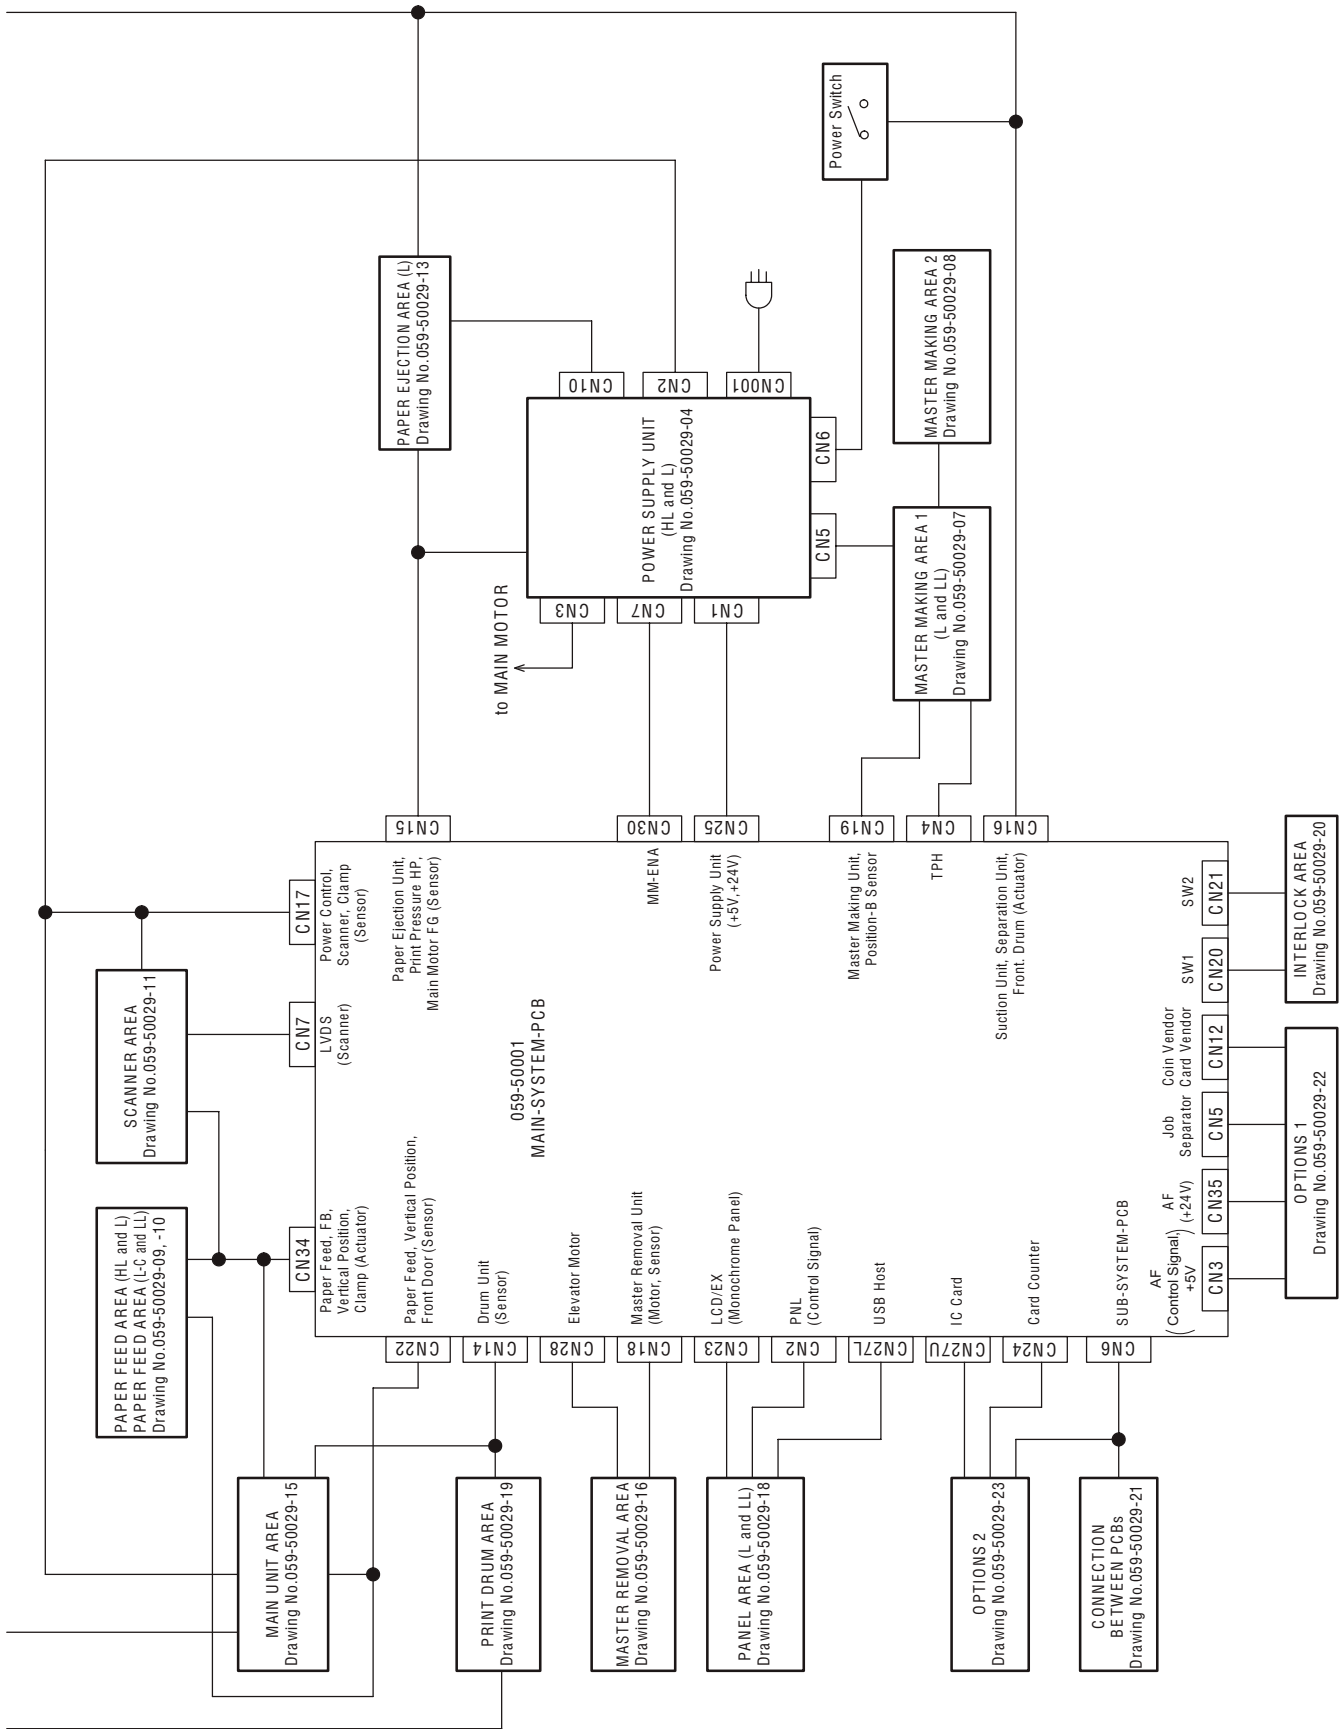 PAPER EJECTION AREA (L)
Drawing No.059-50029-13
Power Switch
CN10
CN2
CN001
POWER SUPPLY UNIT
(HL and L)
Drawing No.059-50029-04
CN3
CN7
CN1
CN5
CN6
to MAIN MOTOR
MASTER MAKING AREA 2
Drawing No.059-50029-08
MASTER MAKING AREA 1
(L and LL)
Drawing No.059-50029-07
SCANNER AREA
Drawing No.059-50029-11
PAPER FEED AREA (HL and L)
PAPER FEED AREA (L-C and LL)
Drawing No.059-50029-09, -10
MAIN UNIT AREA
Drawing No.059-50029-15
PRINT DRUM AREA
Drawing No.059-50029-19
MASTER REMOVAL AREA
Drawing No.059-50029-16
PANEL AREA (L and LL)
Drawing No.059-50029-18
OPTIONS 2
Drawing No.059-50029-23
CONNECTION
BETWEEN PCBs
Drawing No.059-50029-21
059-50001
MAIN-SYSTEM-PCB
CN17
Power Control,
Scanner, Clamp
(Sensor)
CN7
LVDS
(Scanner)
CN34
Paper Feed, FB,
Vertical Position,
Clamp (Actuator)
CN15
Paper Ejection Unit,
Print Pressure HP,
Main Motor FG (Sensor)
CN30
MM-ENA
CN25
Power Supply Unit
(+5V,+24V)
CN19
Master Making Unit,
Position-B Sensor
CN4
TPH
CN16
Suction Unit, Separation Unit,
Front. Drum (Actuator)
CN22
Paper Feed, Vertical Position,
Front Door (Sensor)
CN14
Drum Unit
(Sensor)
CN28
Elevator Motor
CN18
Master Removal Unit
(Motor, Sensor)
CN23
LCD/EX
(Monochrome Panel)
CN2
PNL
(Control Signal)
CN27L
USB Host
CN27U
IC Card
CN24
Card Counter
CN6
SUB-SYSTEM-PCB
CN3
AF
(Control Signal,
+5V)
CN35
AF
(+24V)
CN5
Job
Separator
CN12
Coin Vendor
Card Vendor
CN20
SW1
CN21
SW2
OPTIONS 1
Drawing No.059-50029-22
INTERLOCK AREA
Drawing No.059-50029-20